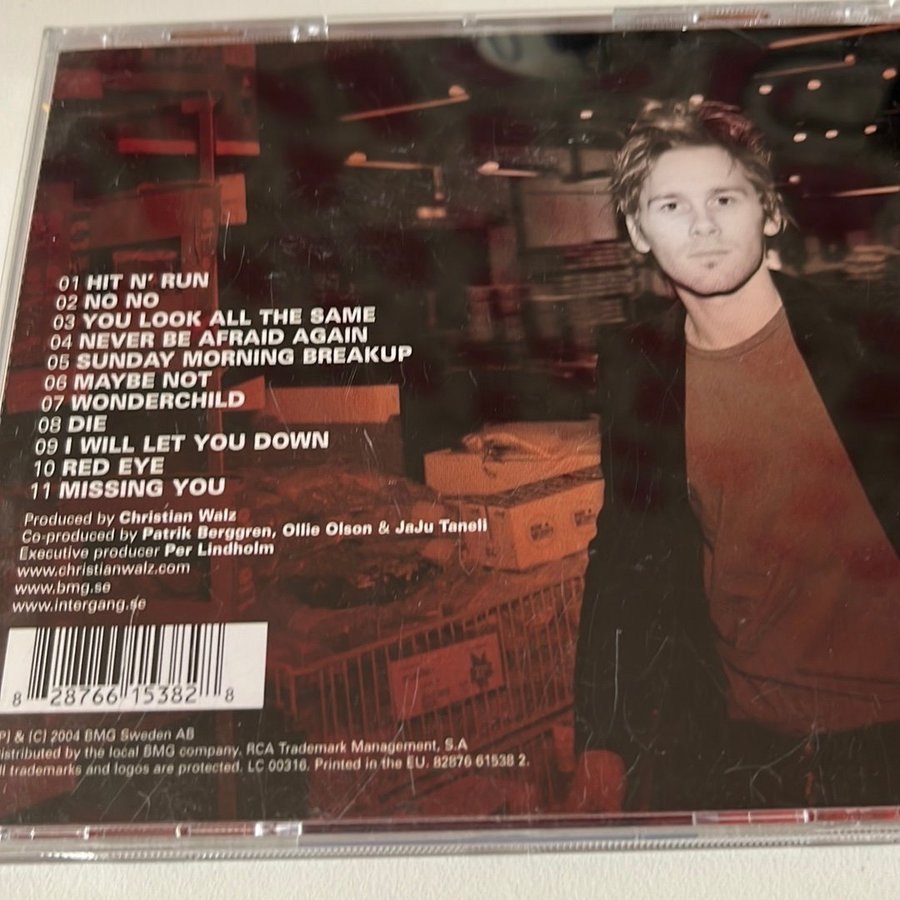 01 HIT N' RUN
02 NO NO
03 YOU LOOK ALL THE SAME
04 NEVER BE AFRAID AGAIN
05 SUNDAY MORNING BREAKUP
06 MAYBE NOT
07 WONDERCHILD
08 DIE
09 I WILL LET YOU DOWN
10 RED EYE
11 MISSING YOU
Produced by Christian Walz
Co-produced by Patrik Berggren, Ollie Olson & JaJu Taneli
Executive producer Per Lindholm
www.christianwalz.com
www.bmg.se
www.intergang.se
8 28766 15382 8
P) & (C) 2004 BMG Sweden AB
istributed by the local BMG company. RCA Trademark Management, S.A
ll trademarks and logos are protected. LC 00316. Printed in the EU. 82876 61538 2.